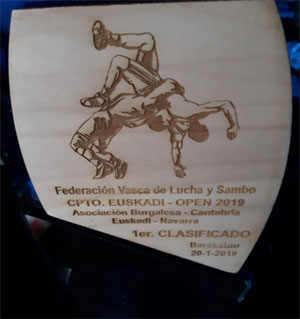 Federación Vasca de Lucha y Sambo
CPTO. EUSKADI - OPEN 2019
Asociación Burgalesa - Cantabria
Euskadi - Navarra
1er. CLASIFICADO
Barakaldo
20-1-2019